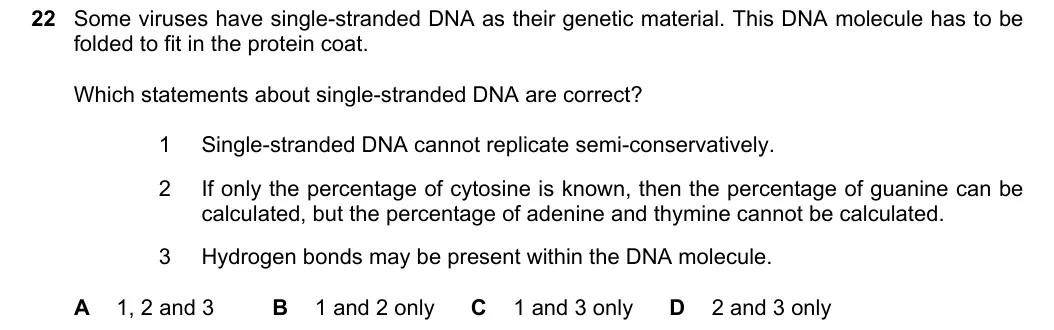 22 Some viruses have single-stranded DNA as their genetic material. This DNA molecule has to be
folded to fit in the protein coat.
Which statements about single-stranded DNA are correct?
1 Single-stranded DNA cannot replicate semi-conservatively.
2 If only the percentage of cytosine is known, then the percentage of guanine can be
calculated, but the percentage of adenine and thymine cannot be calculated.
3 Hydrogen bonds may be present within the DNA molecule.
A 1, 2 and 3 B 1 and 2 only C 1 and 3 only D 2 and 3 only